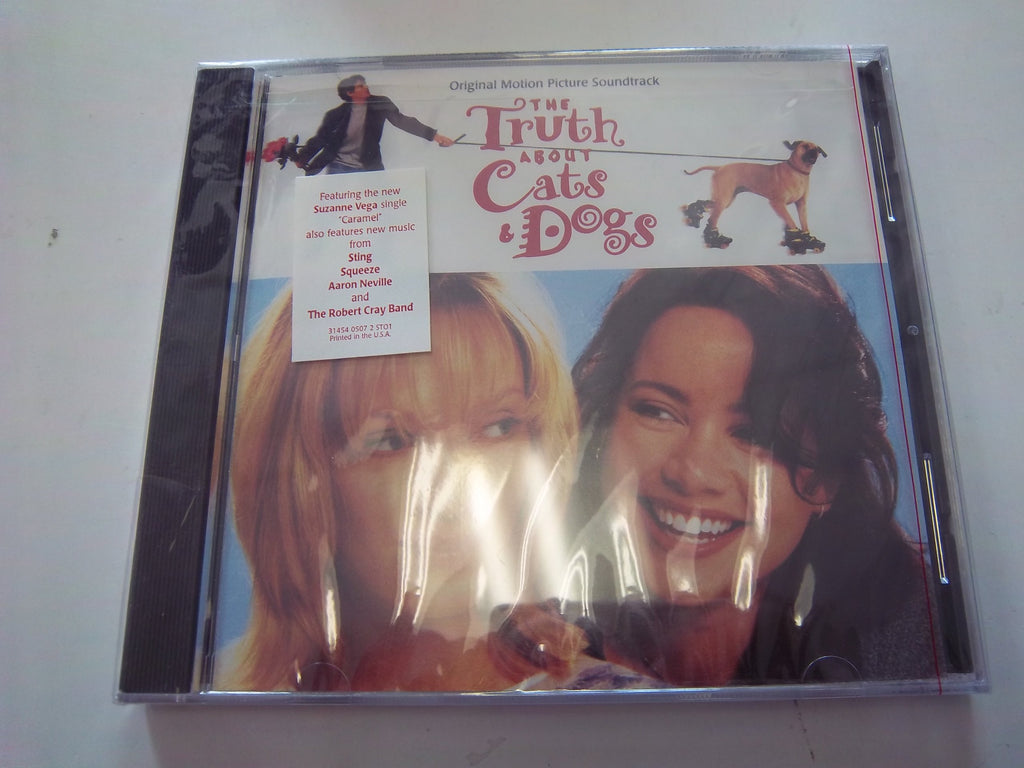 Original Motion Picture Soundtrack
THE
Truth
ABOUT
Cats
& Dogs
Featuring the new
Suzanne Vega single
"Caramel"
also features new music
from
Sting
Squeeze
Aaron Neville
and
The Robert Cray Band
31454 0507 2 STO1
Printed in the U.S.A.